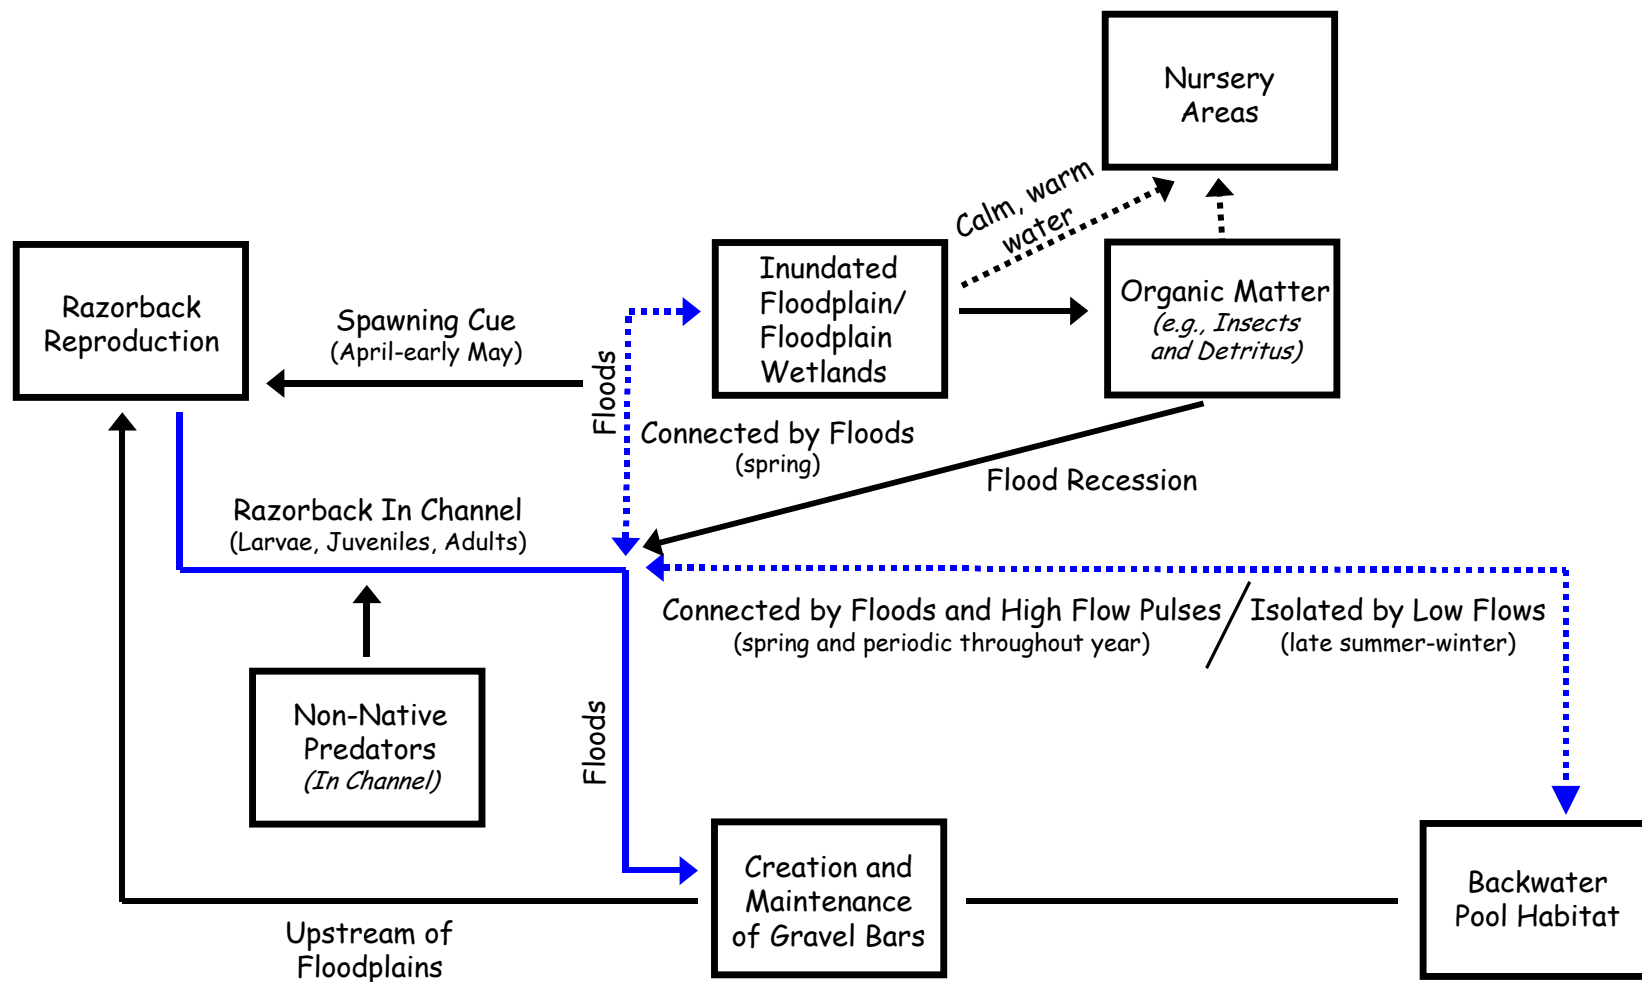 Nursery
Areas
Calm, warm
water
Razorback
Reproduction
Spawning Cue
(April-early May)
Floods
Inundated
Floodplain/
Floodplain
Wetlands
Organic Matter
(e.g., Insects
and Detritus)
Connected by Floods
(spring)
Flood Recession
Razorback In Channel
(Larvae, Juveniles, Adults)
Connected by Floods and High Flow Pulses
(spring and periodic throughout year)
Isolated by Low Flows
(late summer-winter)
Non-Native
Predators
(In Channel)
Floods
Creation and
Maintenance
of Gravel Bars
Backwater
Pool Habitat
Upstream of
Floodplains